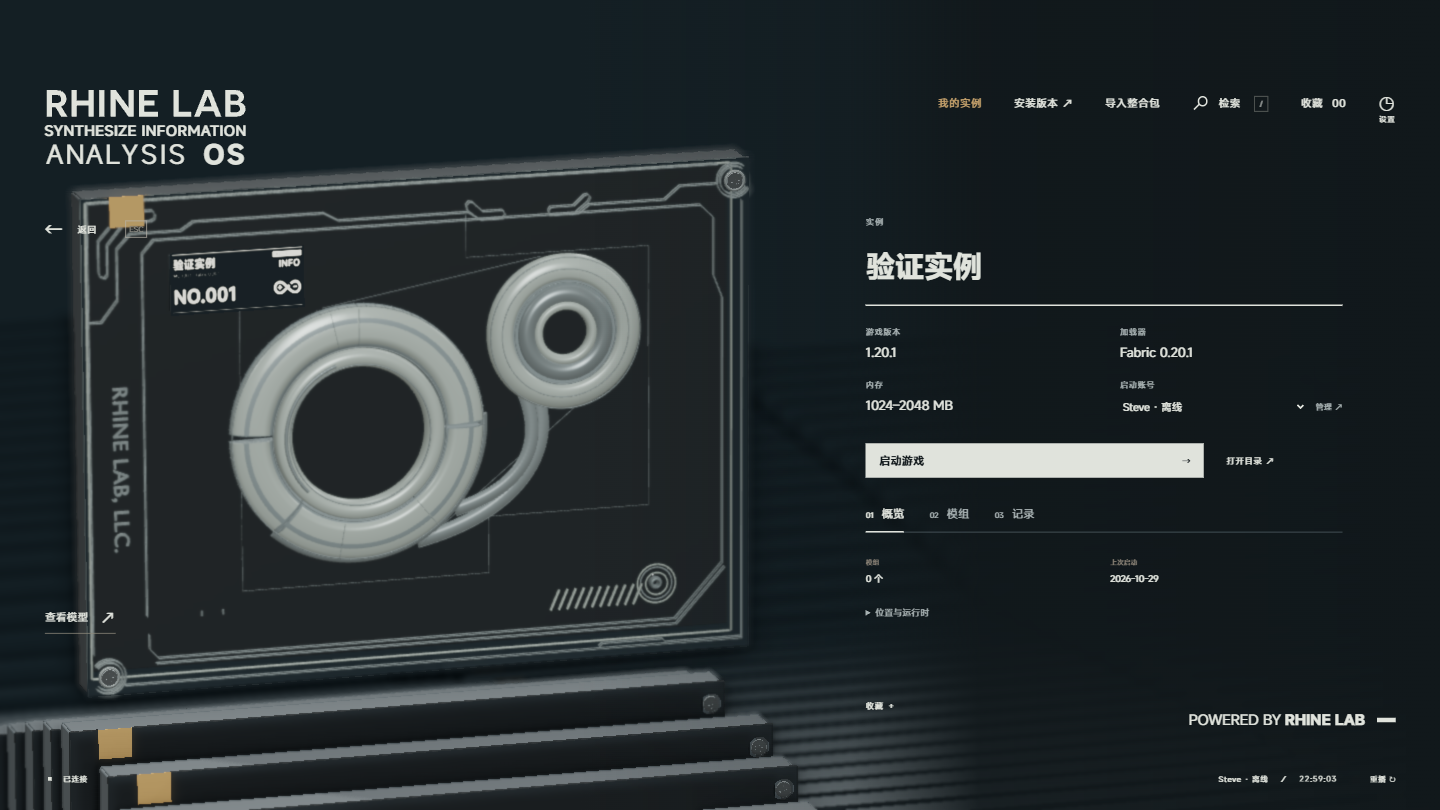 RHINE LAB
SYNTHESIZE INFORMATION
ANALYSIS OS
我的实例
安装版本 ↗
导入整合包
检索 /
收藏 00
设置
← 返回 ESC
验证实例
INFO
NO.001
RHINE LAB, LLC.
查看模型 ↗
实例
验证实例
游戏版本
1.20.1
加载器
Fabric 0.20.1
内存
1024–2048 MB
启动账号
Steve · 离线
管理 ↗
启动游戏 →
打开目录 ↗
01 概览
02 模组
03 记录
模组
0 个
上次启动
2026-10-29
位置与运行时
收藏 +
POWERED BY RHINE LAB
已连接
Steve · 离线 / 22:59:03
重播 ↻